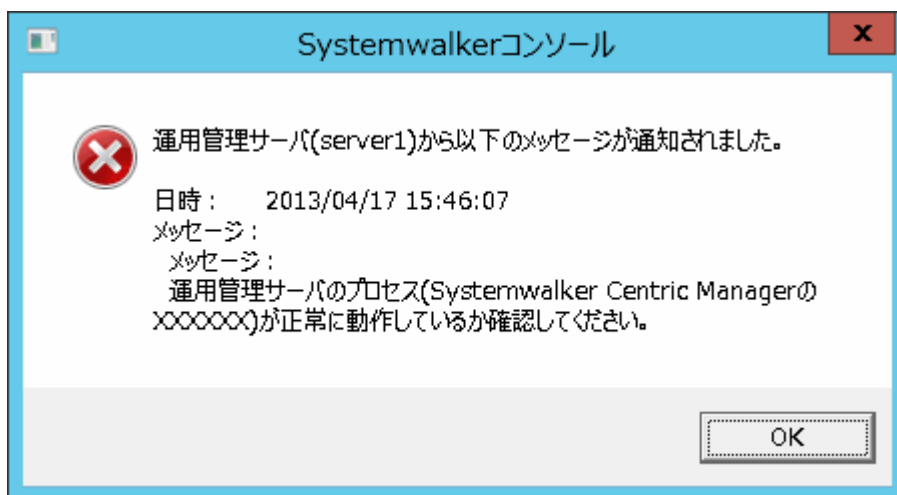 Systemwalkerコンソール
x
運用管理サーバ(server1)から以下のメッセージが通知されました。
日時： 2013/04/17 15:46:07
メッセージ：
メッセージ：
運用管理サーバのプロセス(Systemwalker Centric Managerの
XXXXXXX)が正常に動作しているか確認してください。
OK